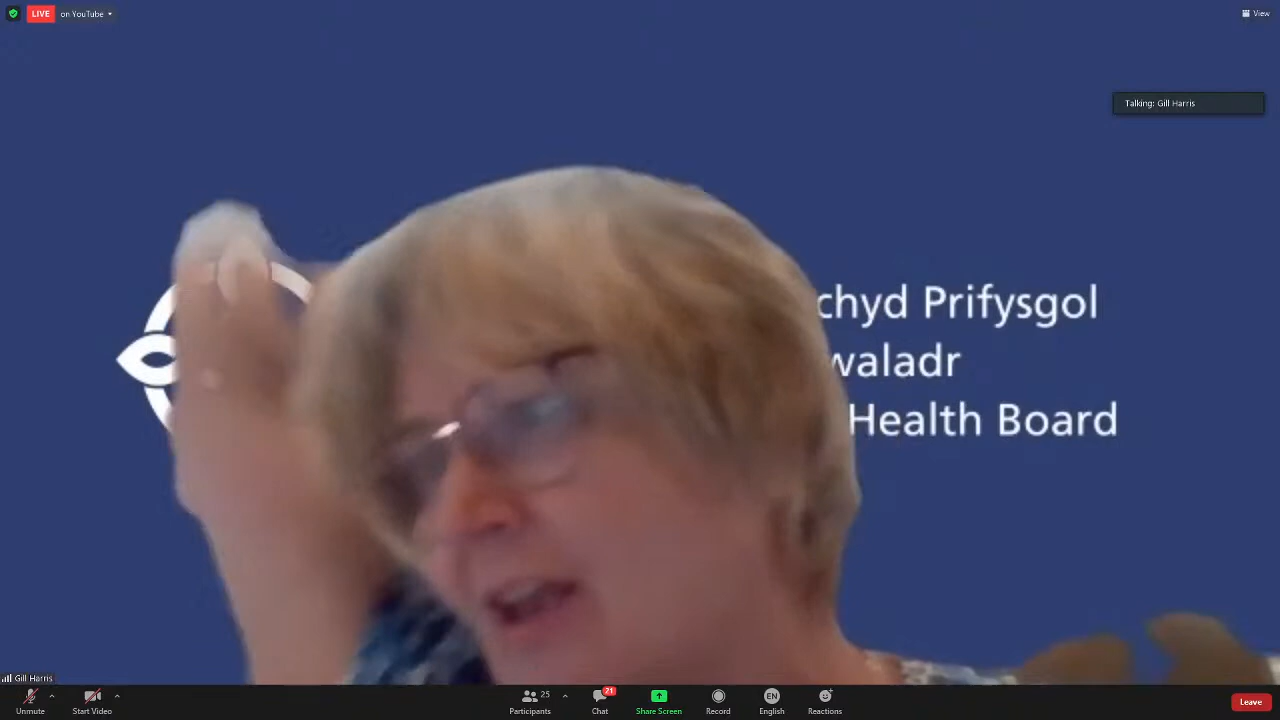 LIVE on YouTube
View
Talking: Gill Harris
chyd Prifysgol
waladr
Health Board
Gill Harris
Unmute
Start Video
25
Participants
21
Chat
Share Screen
Record
EN
English
Reactions
Leave